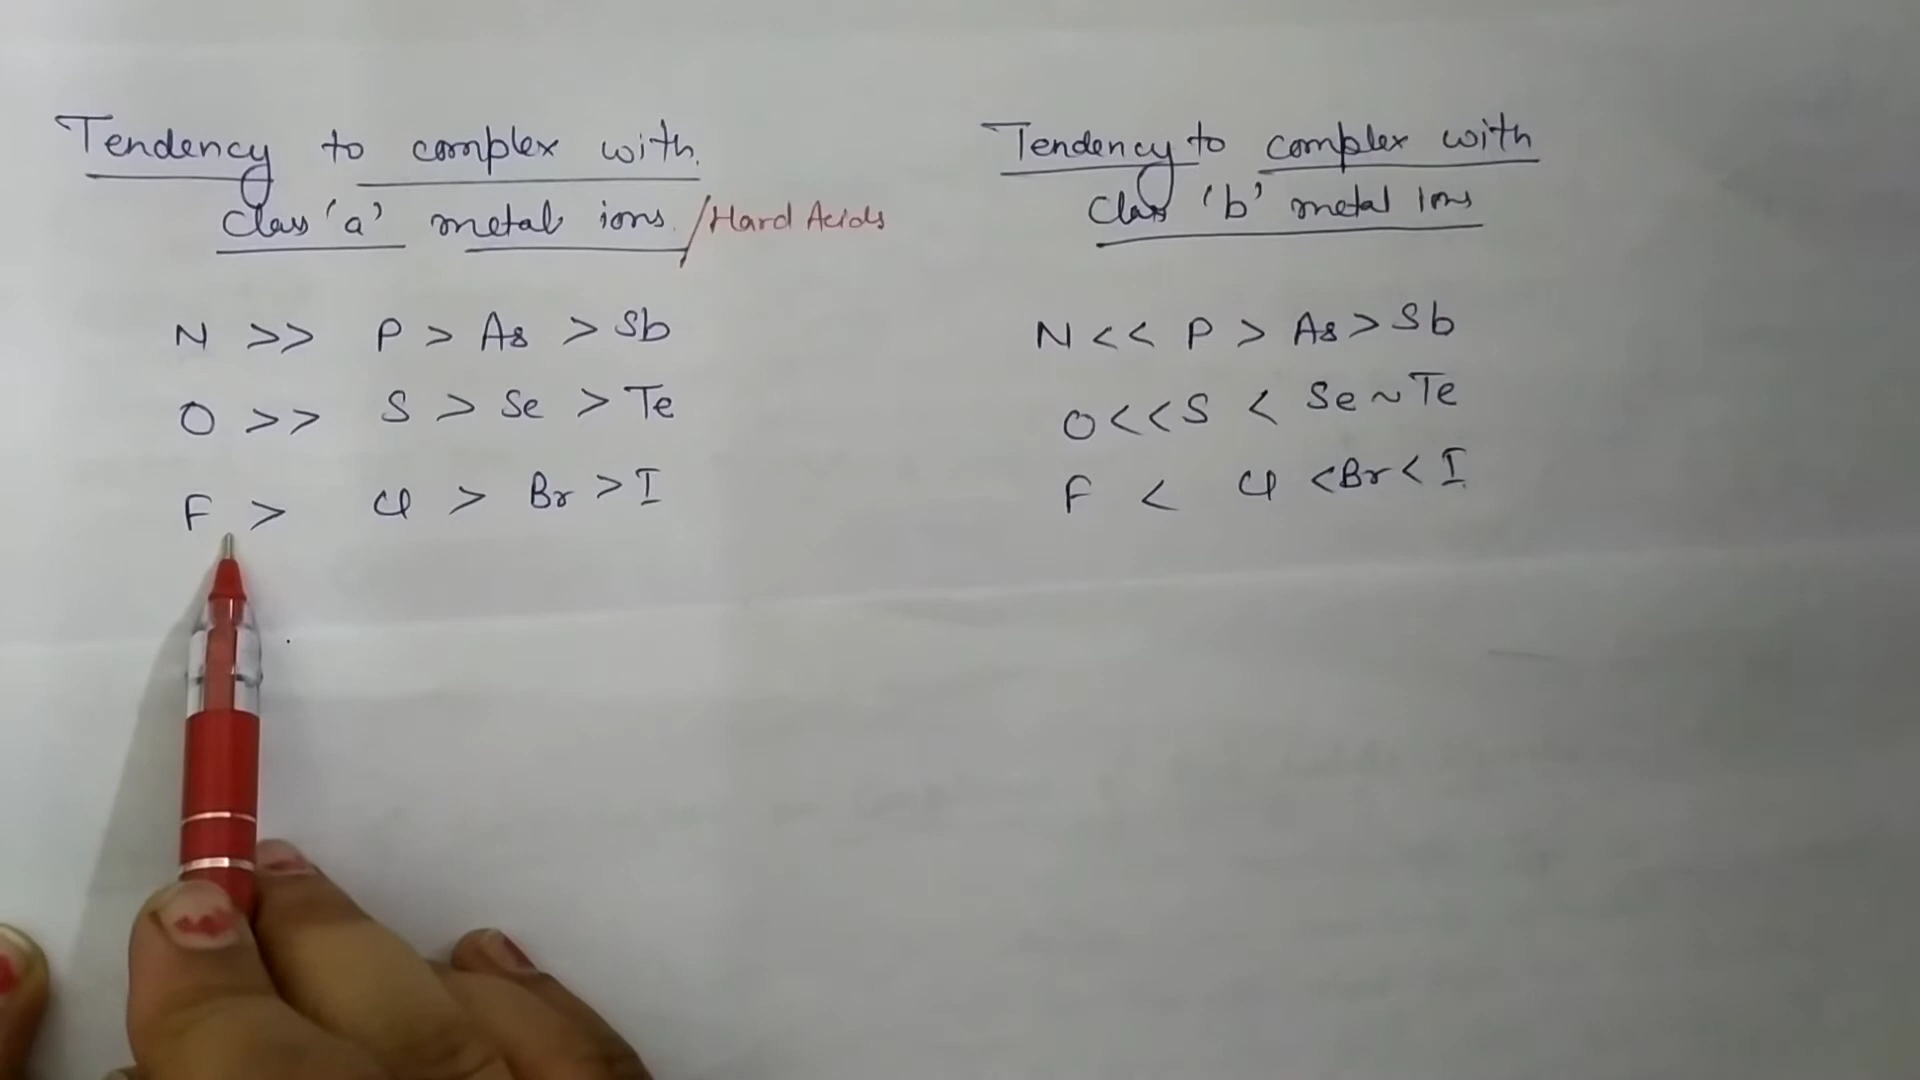 Tendency to complex with
Class 'a' metal ions. /Hard Acids
N >> P > As > Sb
O >> S > Se > Te
F > Cl > Br > I
Tendency to complex with
Class 'b' metal Ions
N << P > As > Sb
O << S < Se ~ Te
F < Cl < Br < I